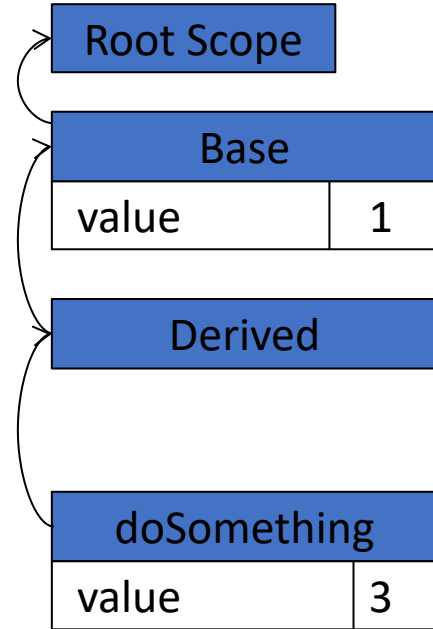 Root Scope
Base
value 1
Derived
doSomething
value 3